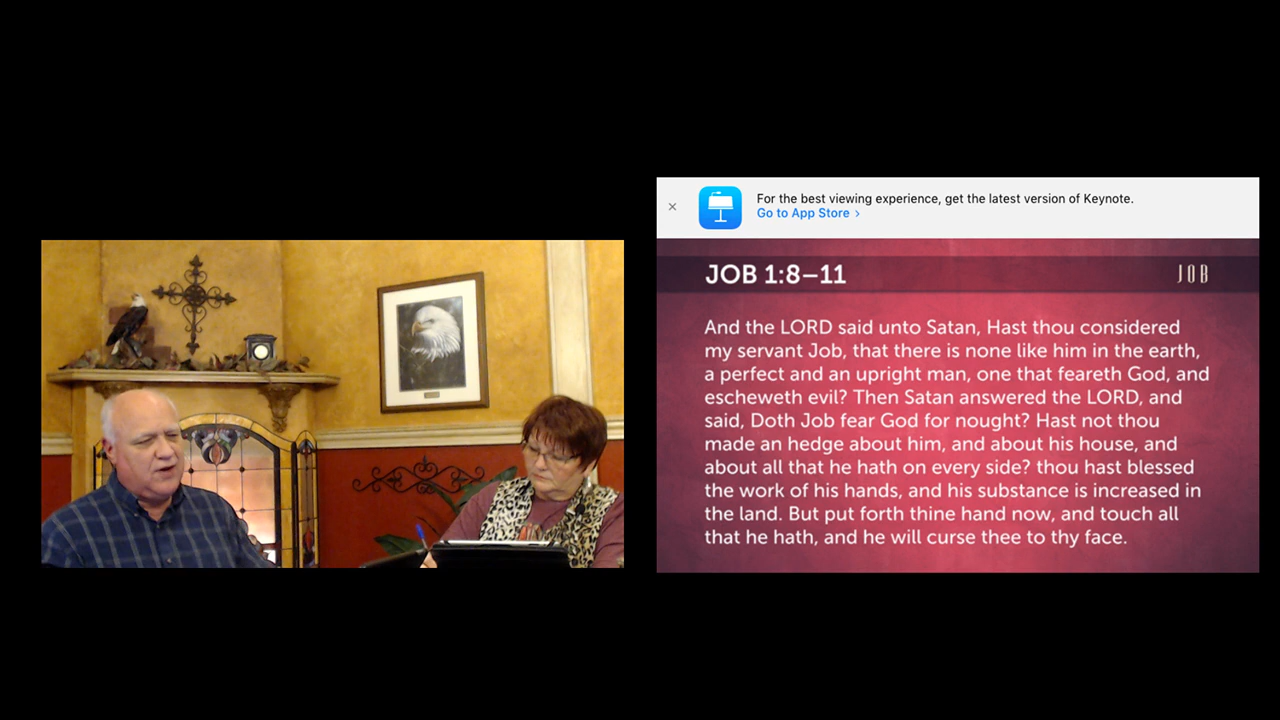 For the best viewing experience, get the latest version of Keynote.
Go to App Store >
JOB 1:8–11
JOB
And the LORD said unto Satan, Hast thou considered
my servant Job, that there is none like him in the earth,
a perfect and an upright man, one that feareth God, and
escheweth evil? Then Satan answered the LORD, and
said, Doth Job fear God for nought? Hast not thou
made an hedge about him, and about his house, and
about all that he hath on every side? thou hast blessed
the work of his hands, and his substance is increased in
the land. But put forth thine hand now, and touch all
that he hath, and he will curse thee to thy face.